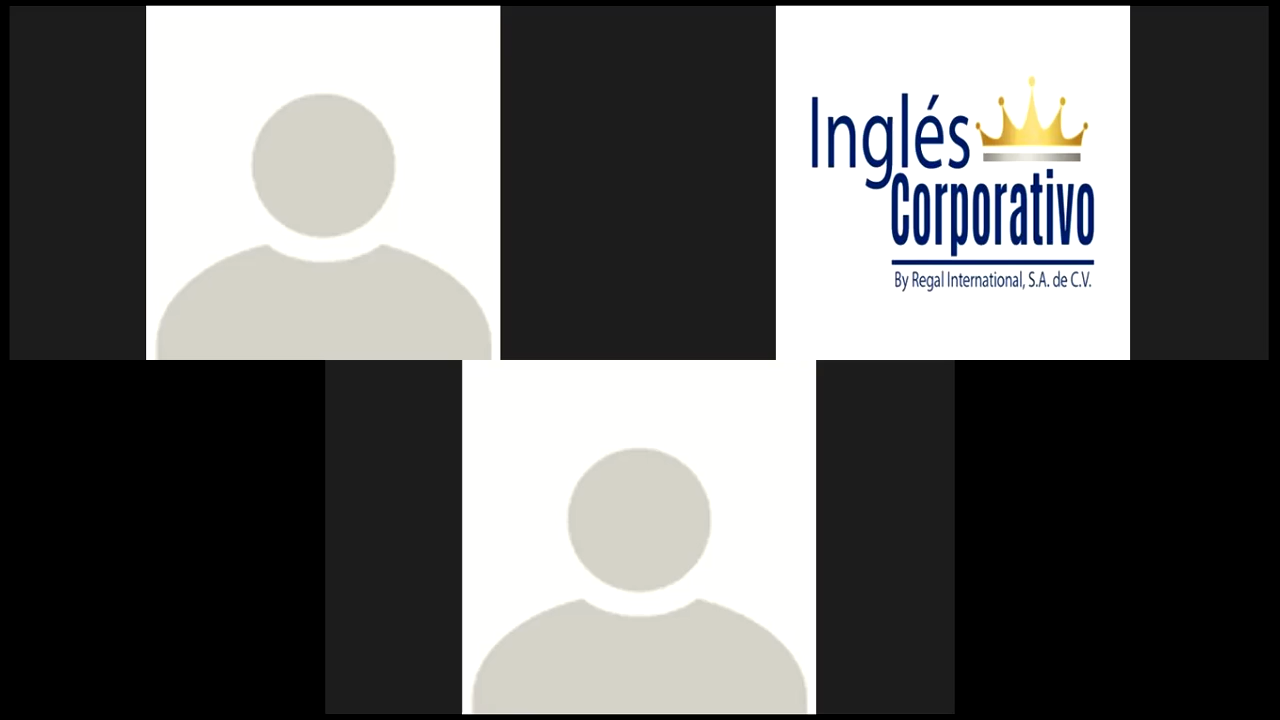 Inglés
Corporativo
By Regal International, S.A. de C.V.